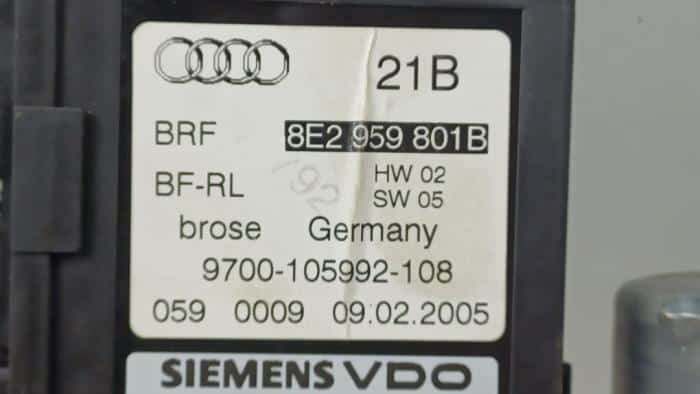 21B
BRF 8E2 959 801B
BF-RL HW 02
SW 05
brose Germany
9700-105992-108
059 0009 09.02.2005
SIEMENS VDO